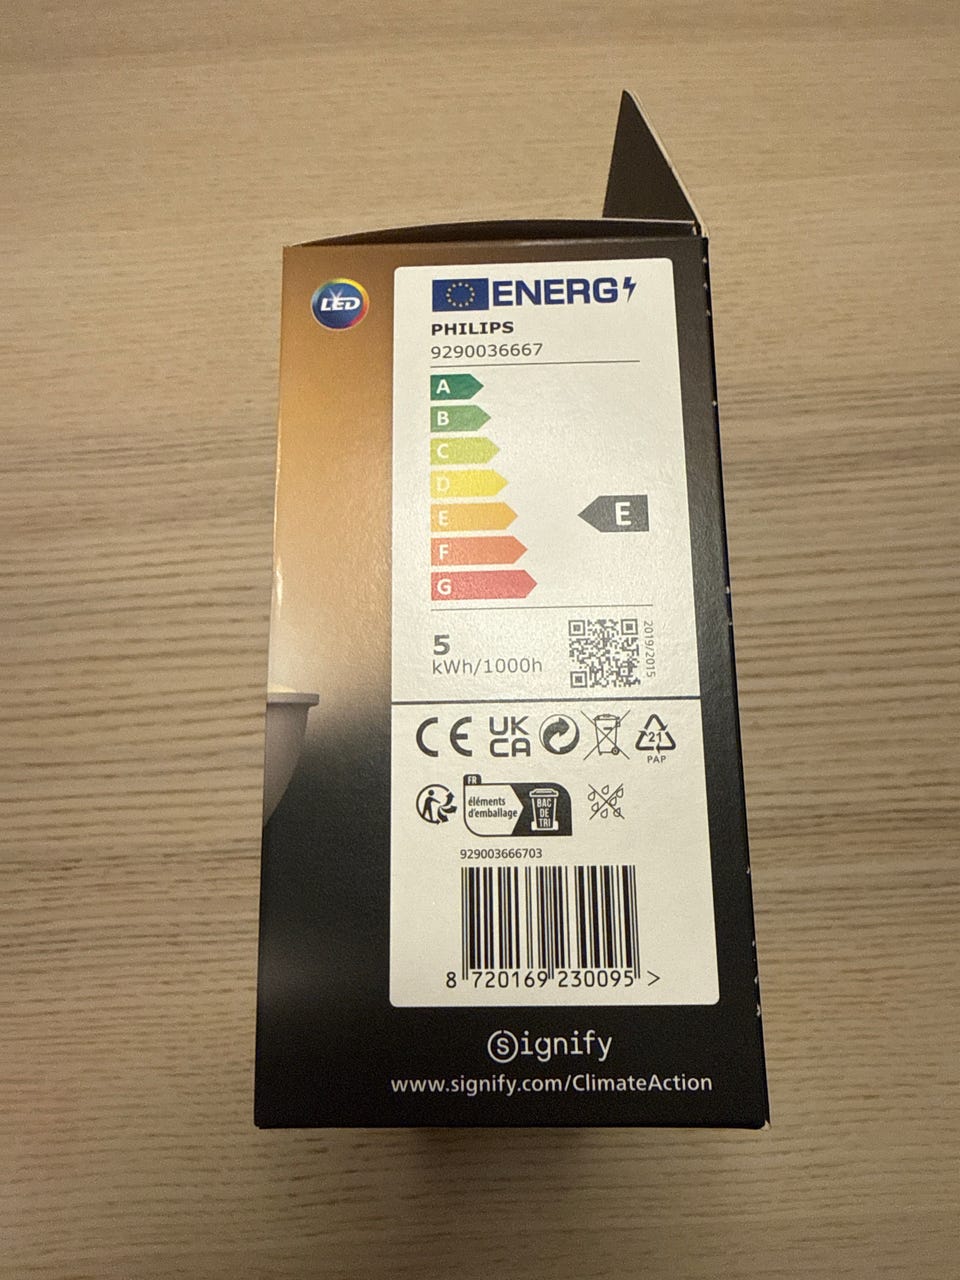 LED
ENERG
PHILIPS
9290036667
A
B
C
D
E
E
F
G
5
kWh/1000h
2019/2015
CE
UK
CA
21
PAP
FR
éléments
d'emballage
BAC
DE
TRI
929003666703
8 720169 230095 >
Signify
www.signify.com/ClimateAction